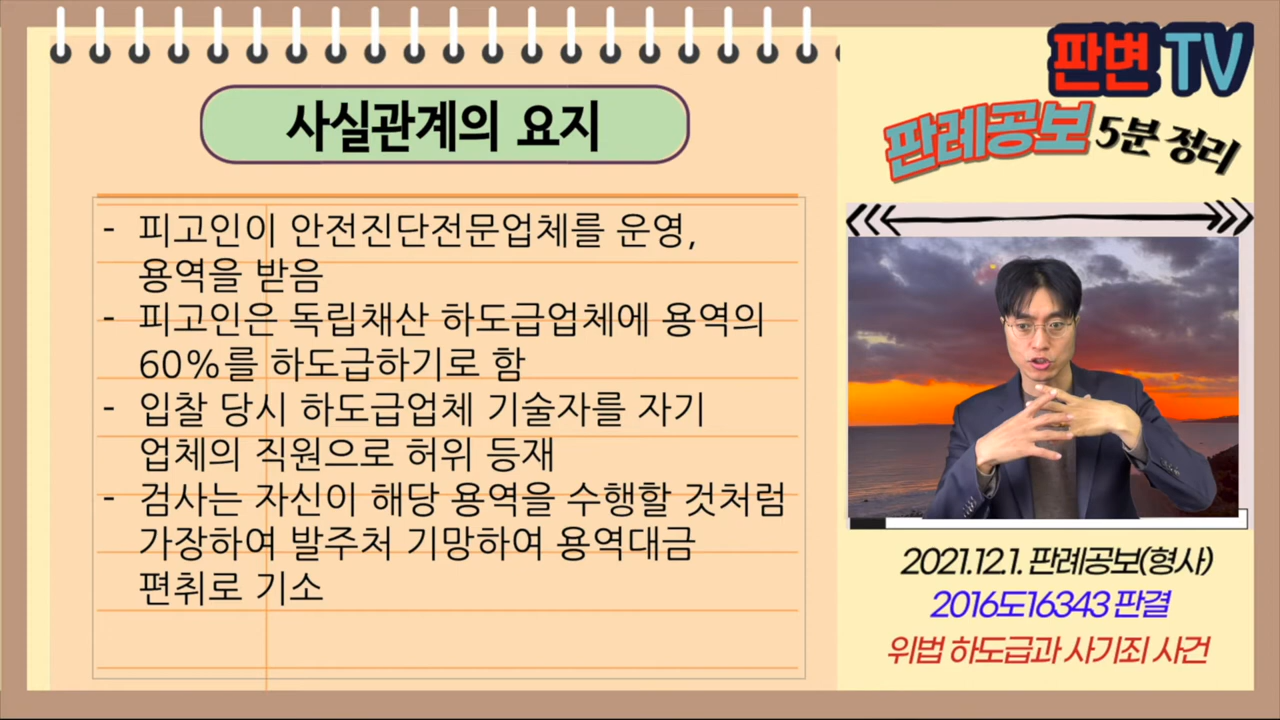 사실관계의 요지
- 피고인이 안전진단전문업체를 운영,
용역을 받음
- 피고인은 독립채산 하도급업체에 용역의
60%를 하도급하기로 함
- 입찰 당시 하도급업체 기술자를 자기
업체의 직원으로 허위 등재
- 검사는 자신이 해당 용역을 수행할 것처럼
가장하여 발주처 기망하여 용역대금
편취로 기소
판변 TV
판례공보 5분 정리
2021.12.1. 판례공보(형사)
2016도16343 판결
위법 하도급과 사기죄 사건